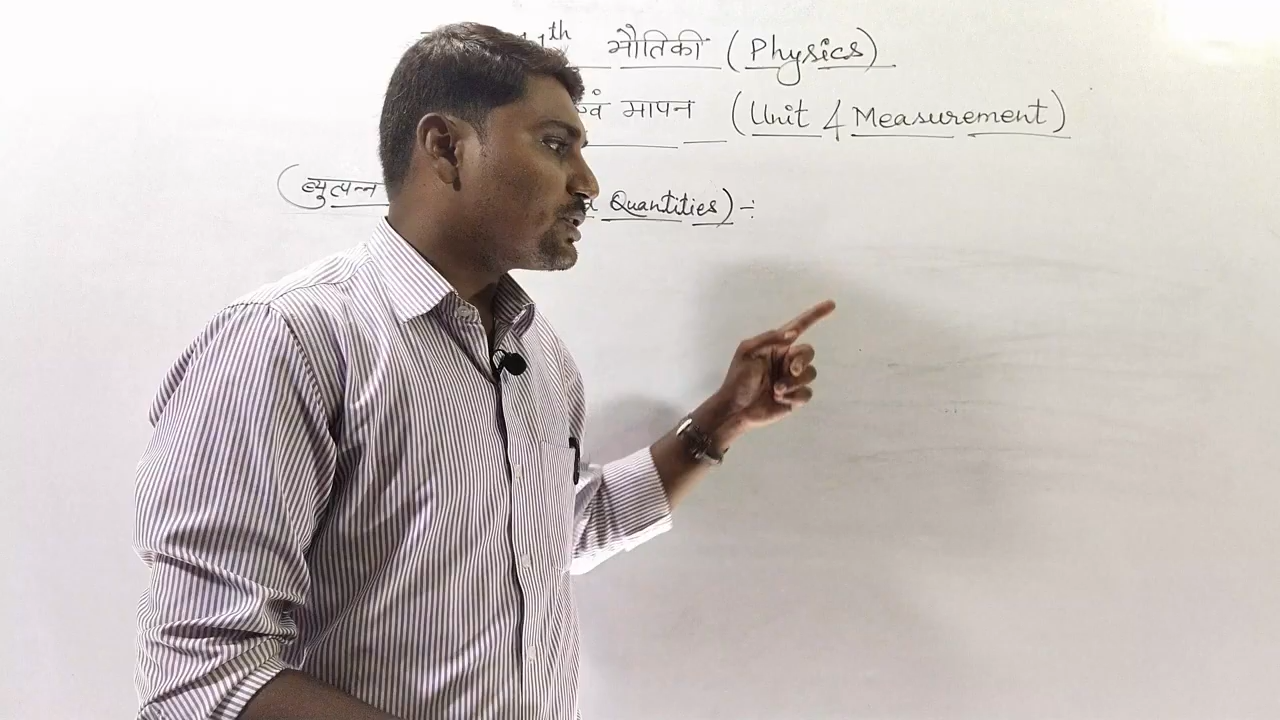 11th भौतिकी (Physics)
एवं मापन (Unit & Measurement)
(व्युत्पन्न Quantities) :-